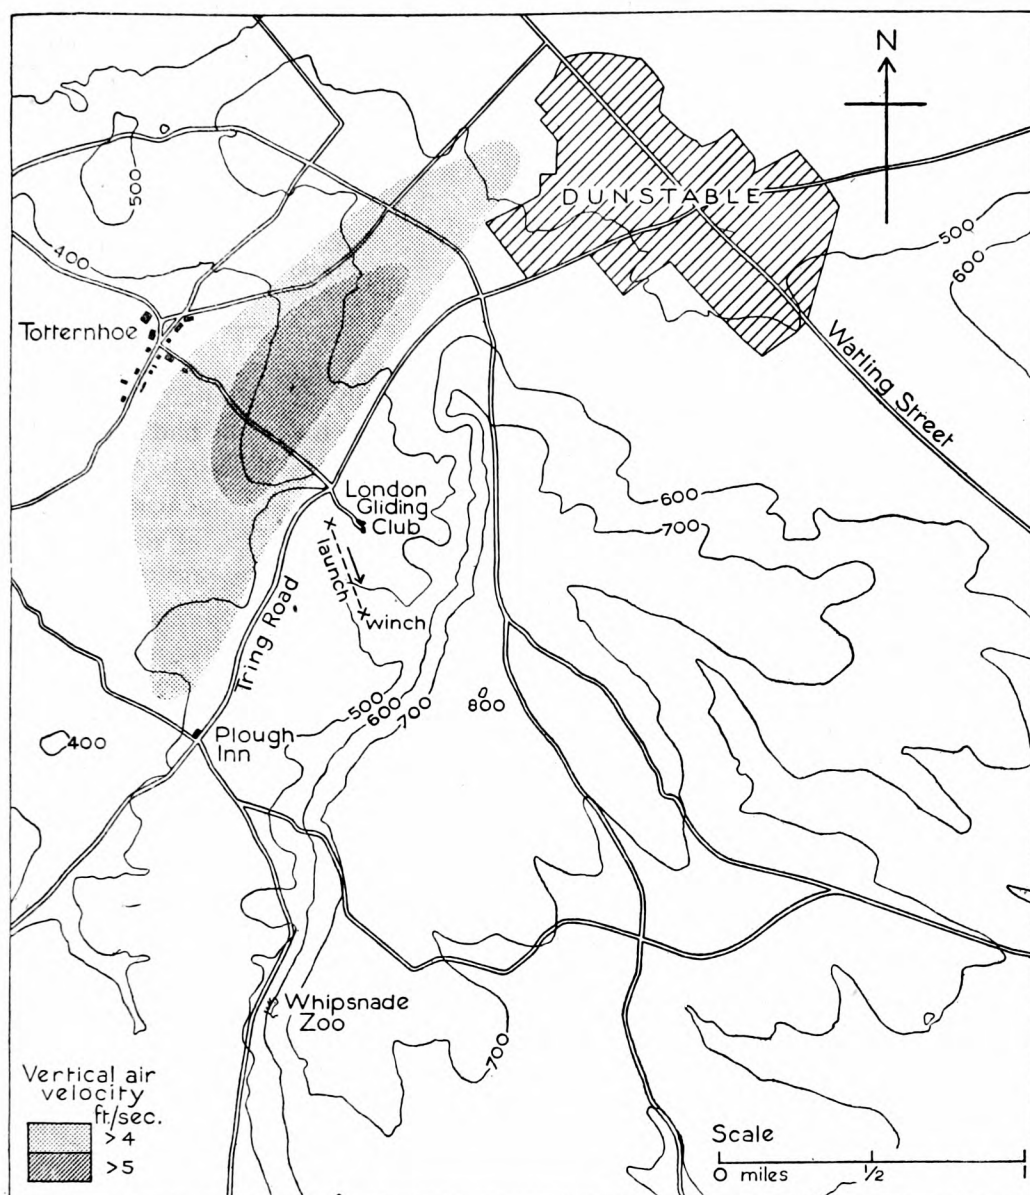 N
DUNSTABLE
500
500
400
600
Totternhoe
Watling Street
London
Gliding
Club
600
700
launch
winch
Tring Road
500
600
700
800
400
Plough
Inn
Whipsnade
Zoo
700
Vertical air
velocity
ft/sec.
>4
>5
Scale
0 miles 1/2 1